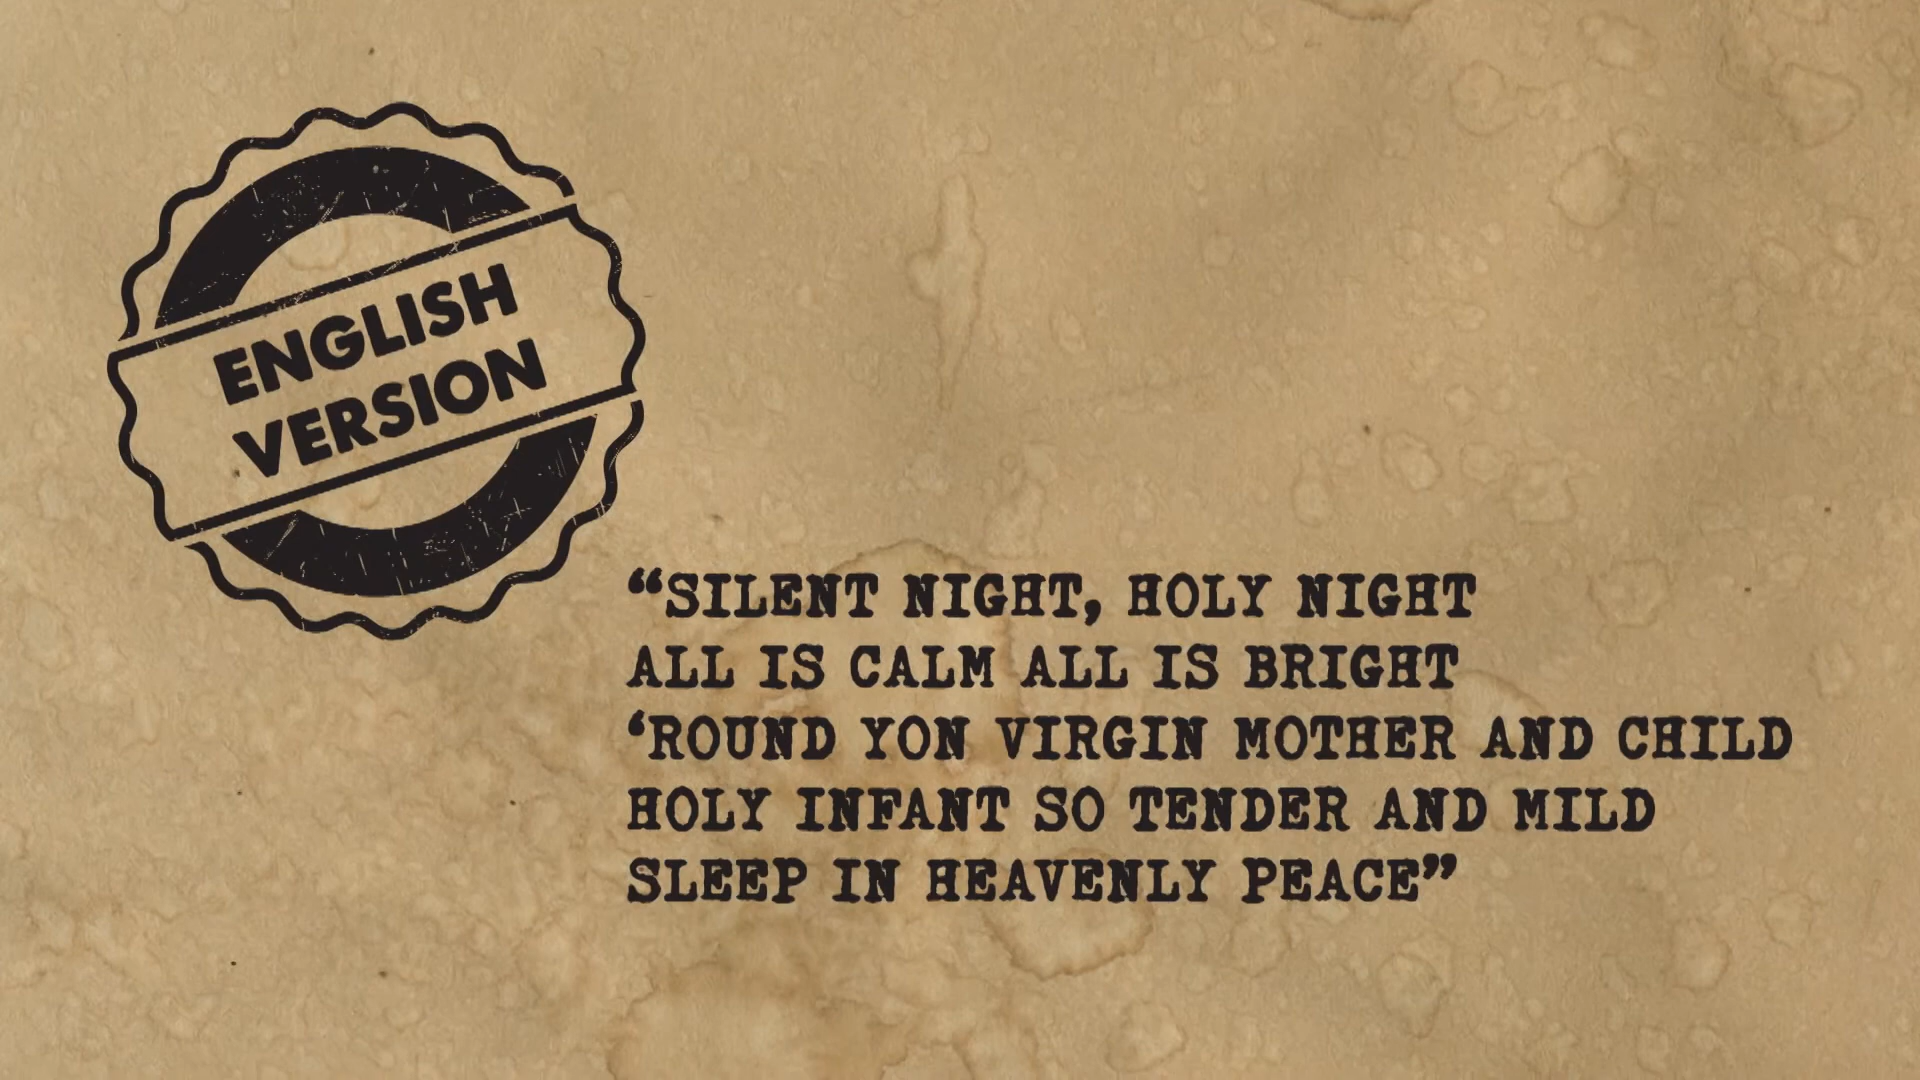 ENGLISH
VERSION
“SILENT NIGHT, HOLY NIGHT
ALL IS CALM ALL IS BRIGHT
‘ROUND YON VIRGIN MOTHER AND CHILD
HOLY INFANT SO TENDER AND MILD
SLEEP IN HEAVENLY PEACE”